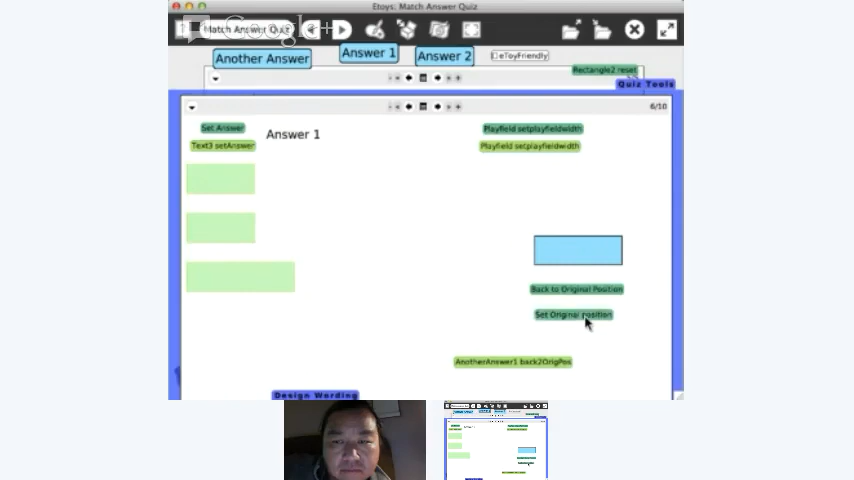 Etoys: Match Answer Quiz
Match Answer Quiz
Google+
Another Answer
Answer 1
Answer 2
eToyFriendly
Rectangle2 reset
Quiz Tools
6/10
Set Answer
Answer 1
Playfield setplayfieldwidth
Text3 setAnswer
Playfield setplayfieldwidth
Back to Original Position
Set Original position
AnotherAnswer1 back2OrigPos
Design Wording